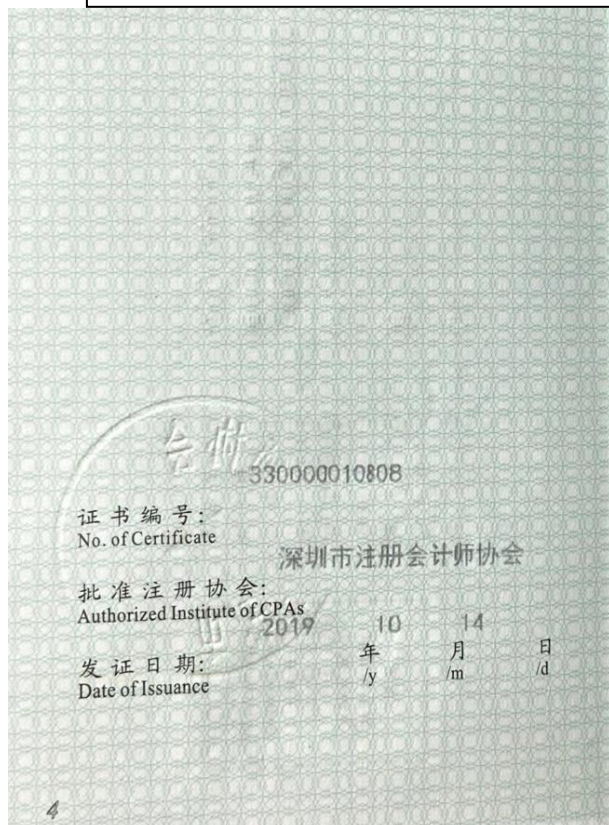 330000010808
证书编号:
No. of Certificate
深圳市注册会计师协会
批准注册协会:
Authorized Institute of CPAs
2019 10 14
发证日期: 年 月 日
Date of Issuance /y /m /d
4